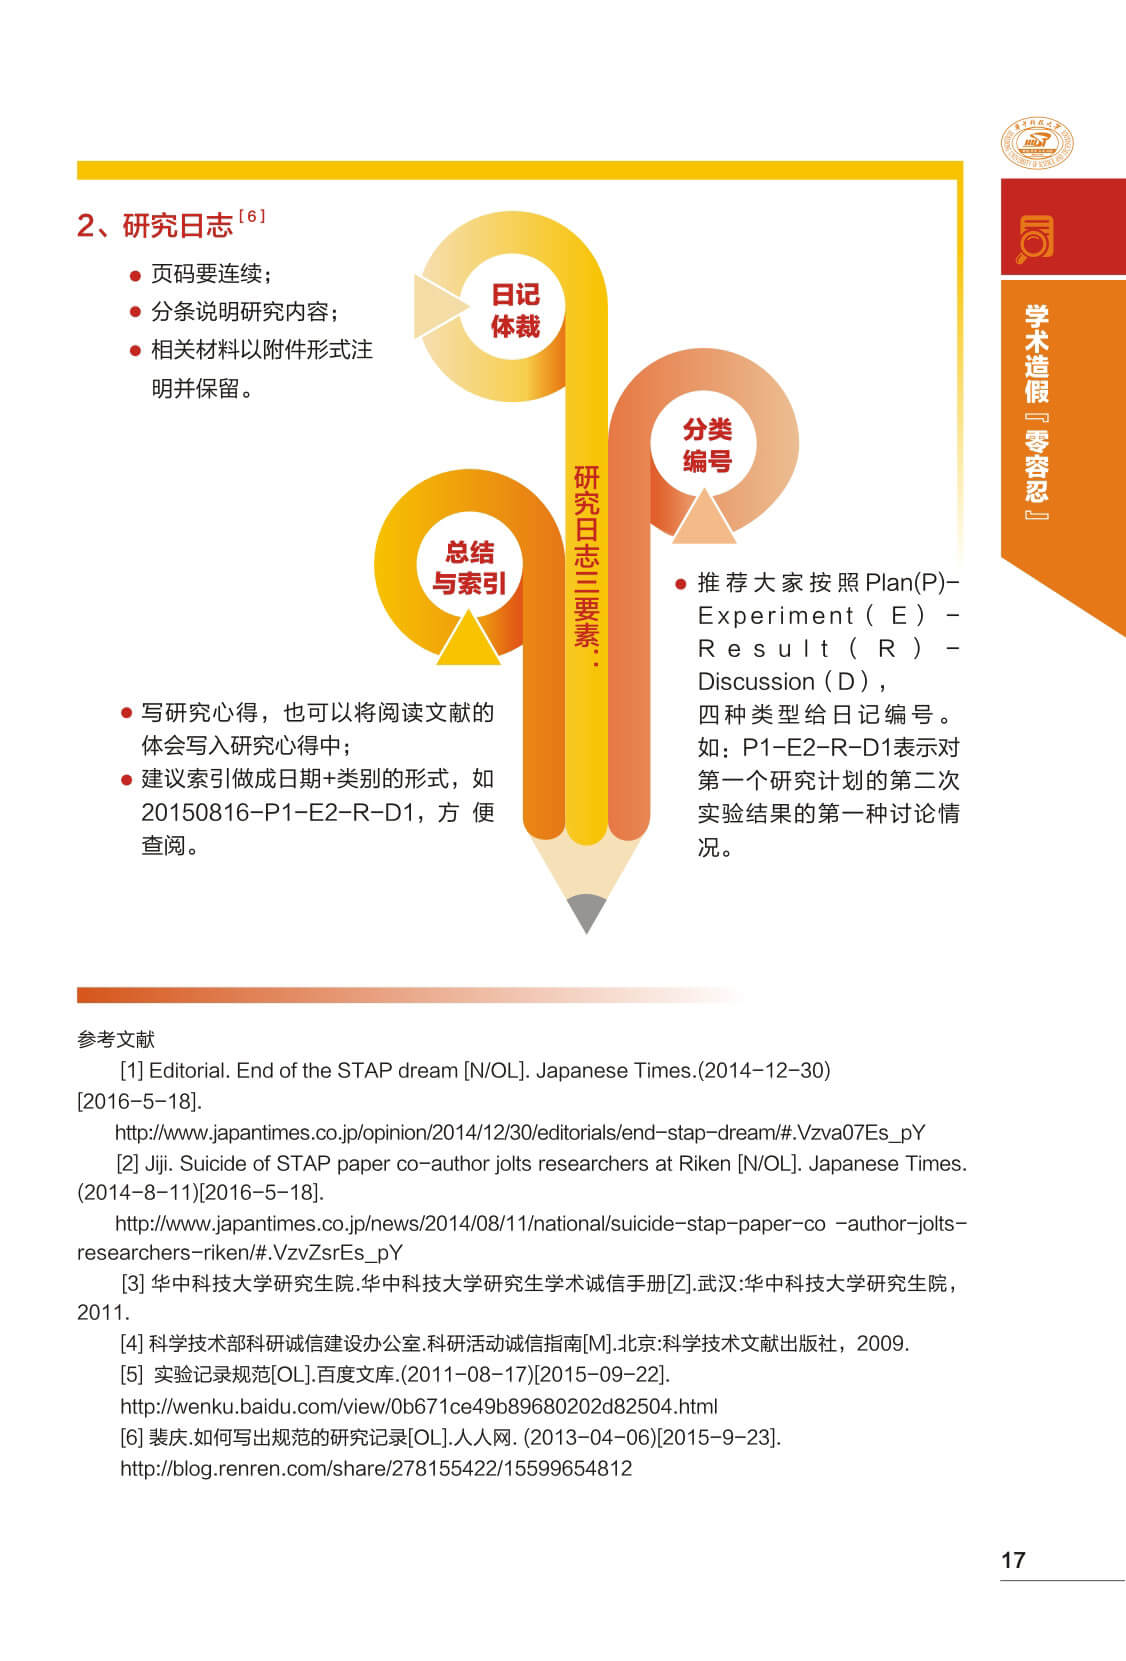 2、研究日志[6]
● 页码要连续；
● 分条说明研究内容；
● 相关材料以附件形式注
明并保留。
日记
体裁
分类
编号
总结
与索引
研究日志三要素：
● 推荐大家按照Plan(P)-
Experiment（E）-
Result（R）-
Discussion（D），
四种类型给日记编号。
如：P1-E2-R-D1表示对
第一个研究计划的第二次
实验结果的第一种讨论情
况。
● 写研究心得，也可以将阅读文献的
体会写入研究心得中；
● 建议索引做成日期+类别的形式，如
20150816-P1-E2-R-D1，方便
查阅。
学术造假『零容忍』
参考文献
[1] Editorial. End of the STAP dream [N/OL]. Japanese Times.(2014-12-30)
[2016-5-18].
http://www.japantimes.co.jp/opinion/2014/12/30/editorials/end-stap-dream/#.Vzva07Es_pY
[2] Jiji. Suicide of STAP paper co-author jolts researchers at Riken [N/OL]. Japanese Times.
(2014-8-11)[2016-5-18].
http://www.japantimes.co.jp/news/2014/08/11/national/suicide-stap-paper-co -author-jolts-
researchers-riken/#.VzvZsrEs_pY
[3] 华中科技大学研究生院.华中科技大学研究生学术诚信手册[Z].武汉:华中科技大学研究生院，
2011.
[4] 科学技术部科研诚信建设办公室.科研活动诚信指南[M].北京:科学技术文献出版社，2009.
[5] 实验记录规范[OL].百度文库.(2011-08-17)[2015-09-22].
http://wenku.baidu.com/view/0b671ce49b89680202d82504.html
[6] 裴庆.如何写出规范的研究记录[OL].人人网. (2013-04-06)[2015-9-23].
http://blog.renren.com/share/278155422/15599654812
17